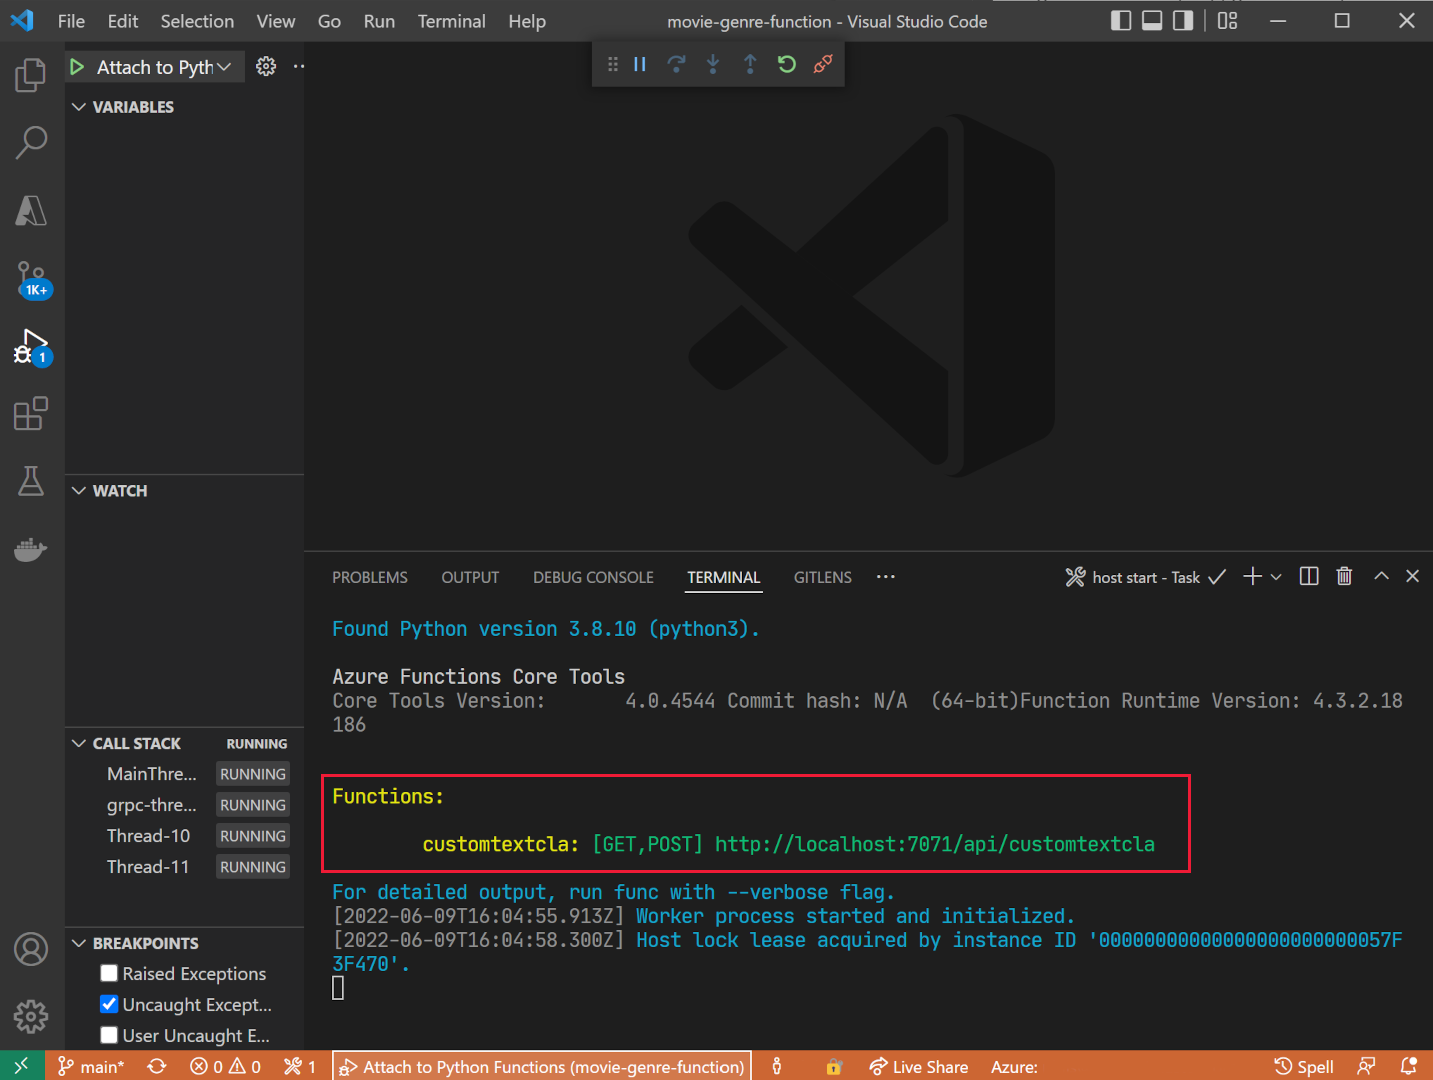 File Edit Selection View Go Run Terminal Help movie-genre-function - Visual Studio Code
Attach to Pyth
VARIABLES
1K+
1
WATCH
PROBLEMS OUTPUT DEBUG CONSOLE TERMINAL GITLENS ··· host start - Task
Found Python version 3.8.10 (python3).
Azure Functions Core Tools
Core Tools Version: 4.0.4544 Commit hash: N/A (64-bit)Function Runtime Version: 4.3.2.18
186
CALL STACK RUNNING
MainThre... RUNNING
grpc-thre... RUNNING
Thread-10 RUNNING
Thread-11 RUNNING
Functions:
customtextcla: [GET,POST] http://localhost:7071/api/customtextcla
For detailed output, run func with --verbose flag.
[2022-06-09T16:04:55.913Z] Worker process started and initialized.
[2022-06-09T16:04:58.300Z] Host lock lease acquired by instance ID '000000000000000000000000057F
3F470'.
BREAKPOINTS
Raised Exceptions
Uncaught Except...
User Uncaught E...
main* 0 0 1 Attach to Python Functions (movie-genre-function) Live Share Azure: Spell